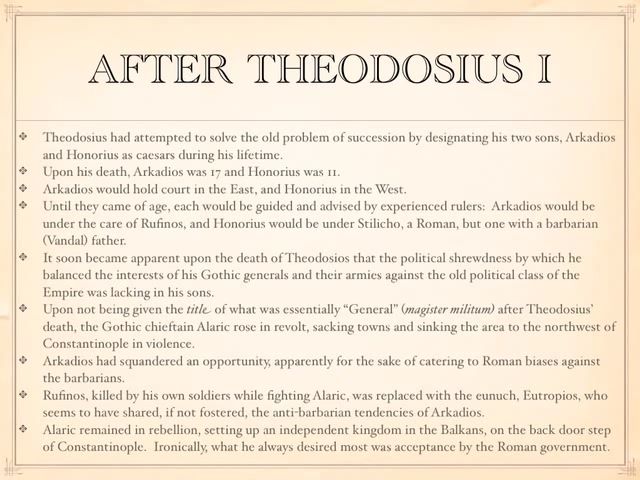 AFTER THEODOSIUS I
Theodosius had attempted to solve the old problem of succession by designating his two sons, Arkadios
and Honorius as caesars during his lifetime.
Upon his death, Arkadios was 17 and Honorius was 11.
Arkadios would hold court in the East, and Honorius in the West.
Until they came of age, each would be guided and advised by experienced rulers:  Arkadios would be
under the care of Rufinos, and Honorius would be under Stilicho, a Roman, but one with a barbarian
(Vandal) father.
It soon became apparent upon the death of Theodosios that the political shrewdness by which he
balanced the interests of his Gothic generals and their armies against the old political class of the
Empire was lacking in his sons.
Upon not being given the title of what was essentially “General” (magister militum) after Theodosius’
death, the Gothic chieftain Alaric rose in revolt, sacking towns and sinking the area to the northwest of
Constantinople in violence.
Arkadios had squandered an opportunity, apparently for the sake of catering to Roman biases against
the barbarians.
Rufinos, killed by his own soldiers while fighting Alaric, was replaced with the eunuch, Eutropios, who
seems to have shared, if not fostered, the anti-barbarian tendencies of Arkadios.
Alaric remained in rebellion, setting up an independent kingdom in the Balkans, on the back door step
of Constantinople.  Ironically, what he always desired most was acceptance by the Roman government.